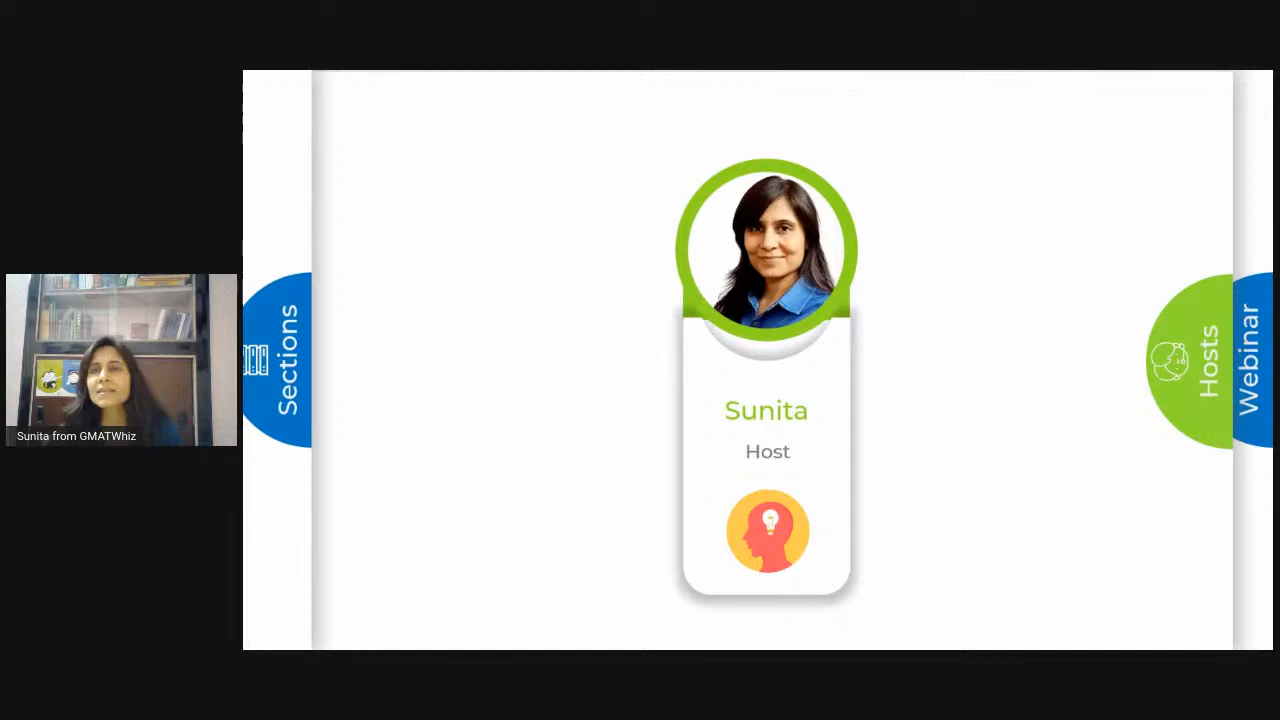 Sunita from GMATWhiz
Sections
Sunita
Host
Hosts
Webinar